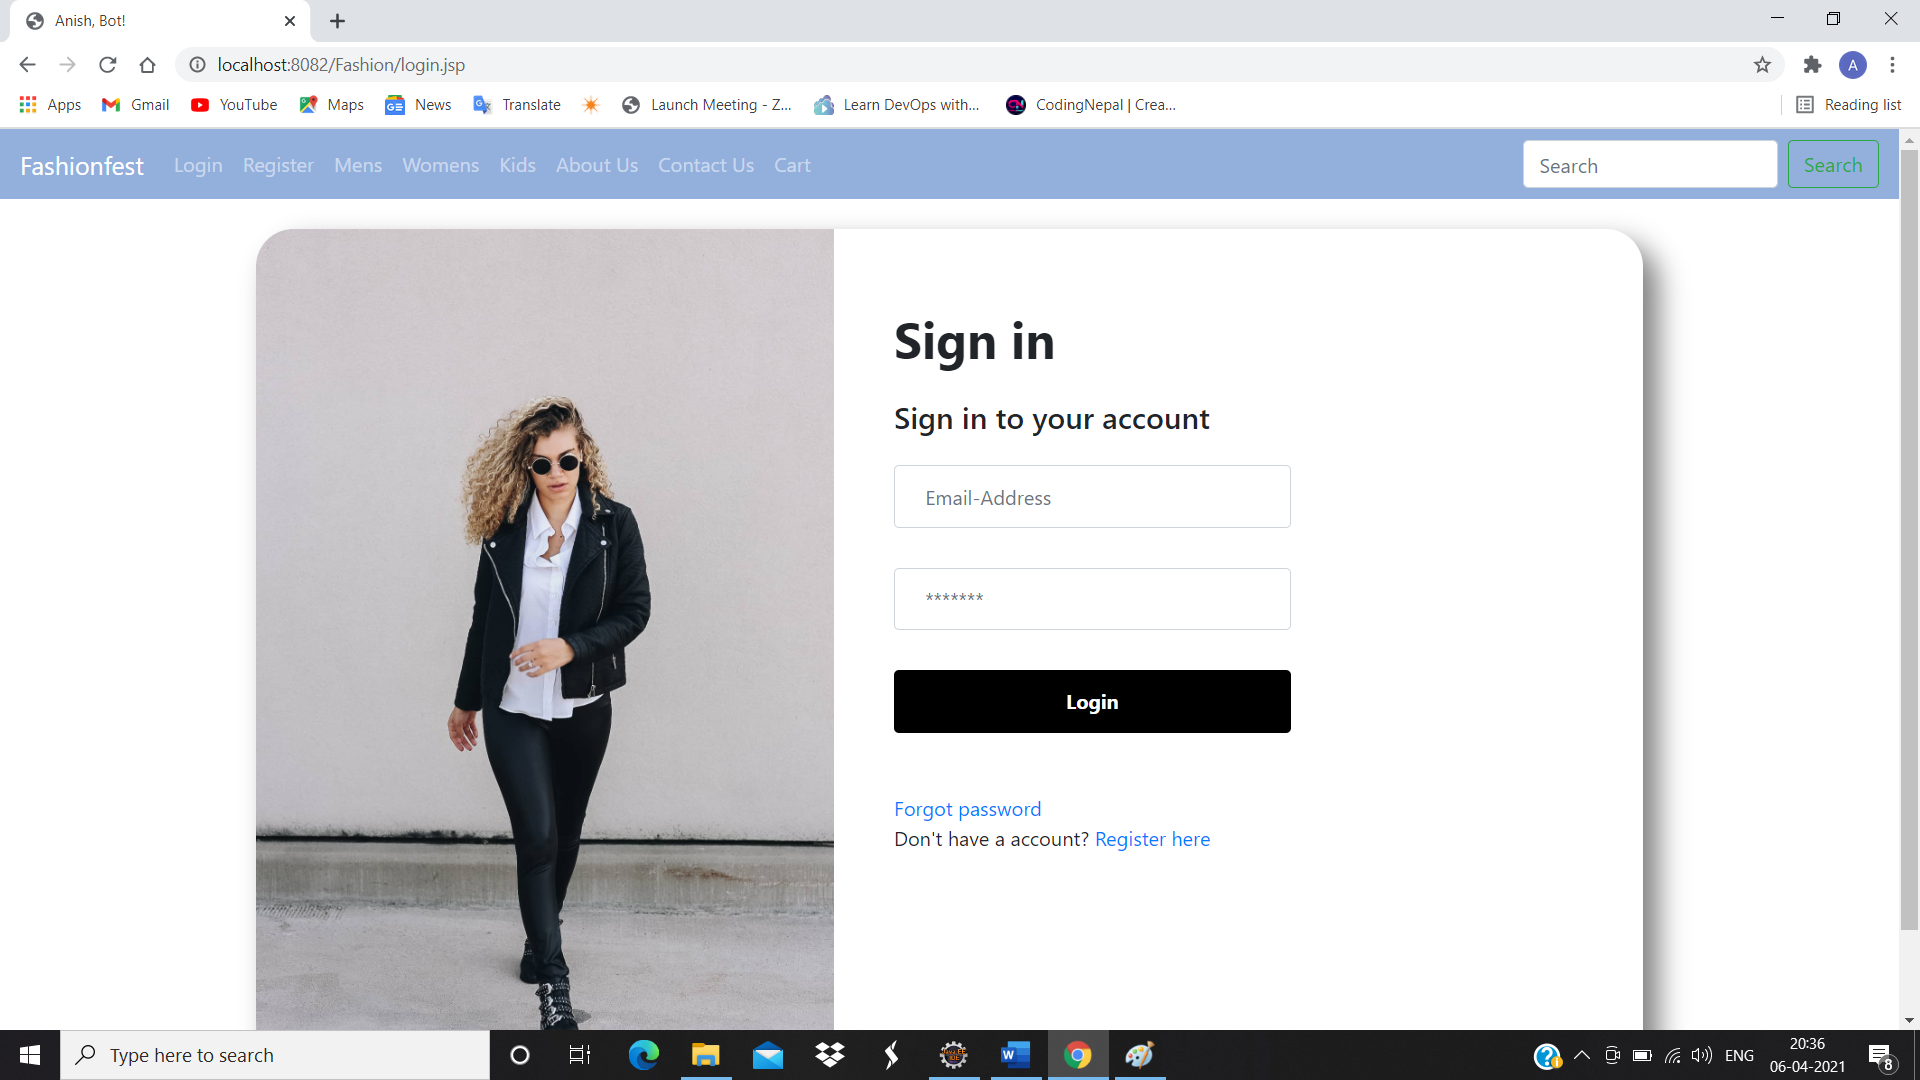 Anish, Bot!
localhost:8082/Fashion/login.jsp
Apps Gmail YouTube Maps News Translate Launch Meeting - Z... Learn DevOps with... CodingNepal | Crea... Reading list
Fashionfest Login Register Mens Womens Kids About Us Contact Us Cart Search Search
Sign in
Sign in to your account
Email-Address
*******
Login
Forgot password
Don't have a account? Register here
Type here to search
ENG
20:36
06-04-2021
8